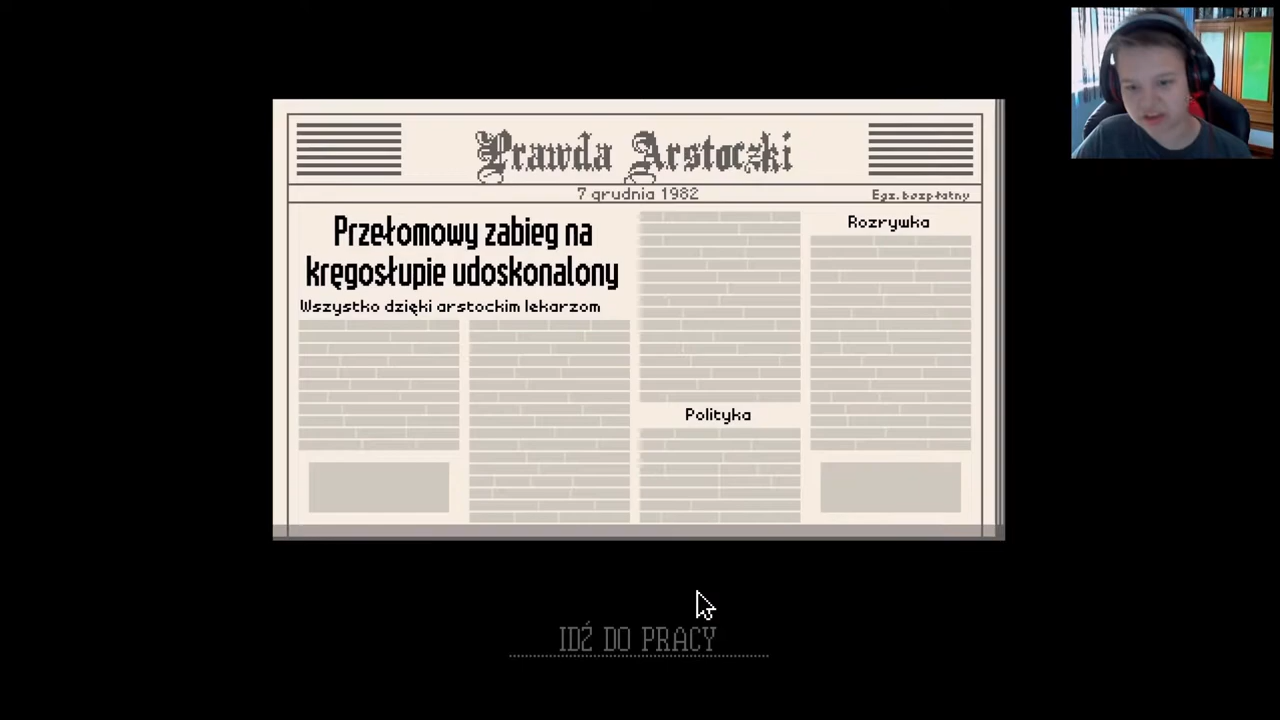 Prawda Arstoczki
7 grudnia 1982
Egz. bezpłatny
Przełomowy zabieg na
kręgosłupie udoskonalony
Wszystko dzięki arstockim lekarzom
Rozrywka
Polityka
IDŹ DO PRACY